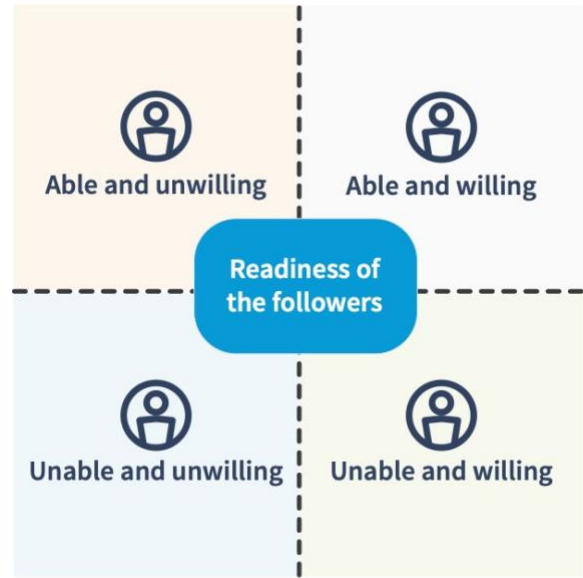 Able and unwilling
Able and willing
Readiness of
the followers
Unable and unwilling
Unable and willing